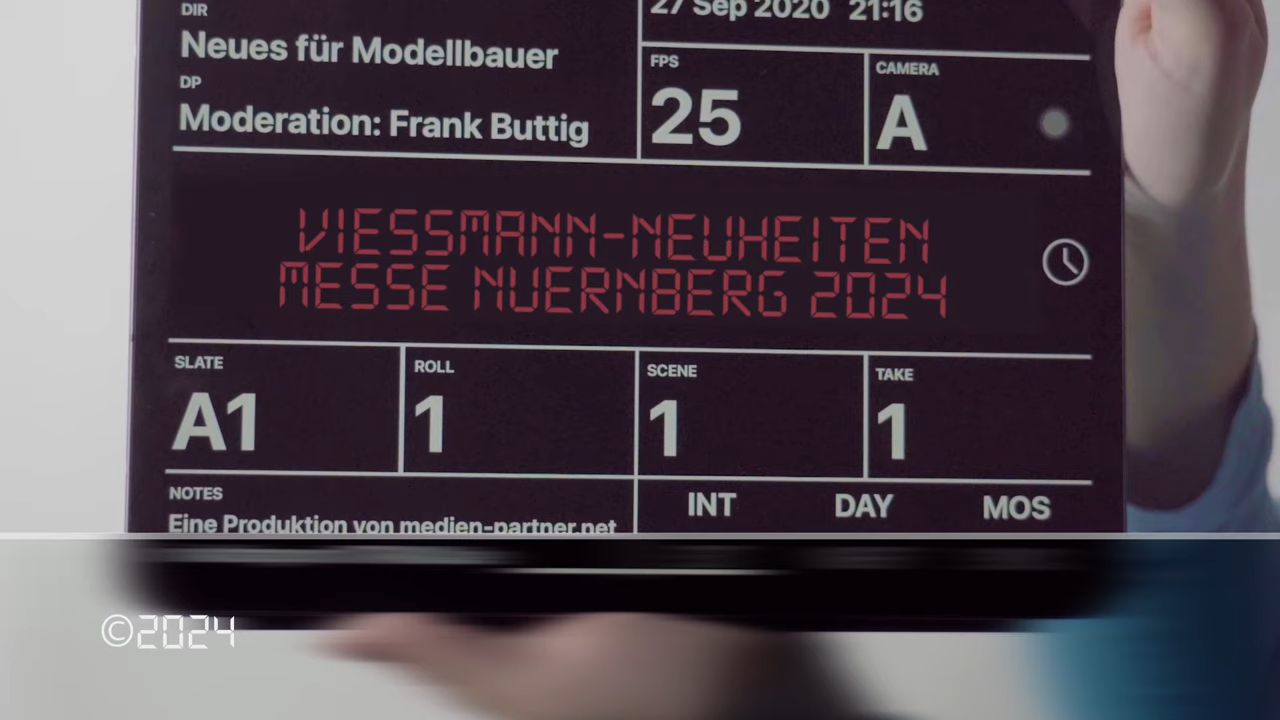 DIR
Neues für Modellbauer
DP
Moderation: Frank Buttig
27 Sep 2020 21:16
FPS
25
CAMERA
A
VIESSMANN-NEUHEITEN
MESSE NUERNBERG 2024
SLATE
A1
ROLL
1
SCENE
1
TAKE
1
NOTES
Eine Produktion von medien-partner.net
INT DAY MOS
©2024